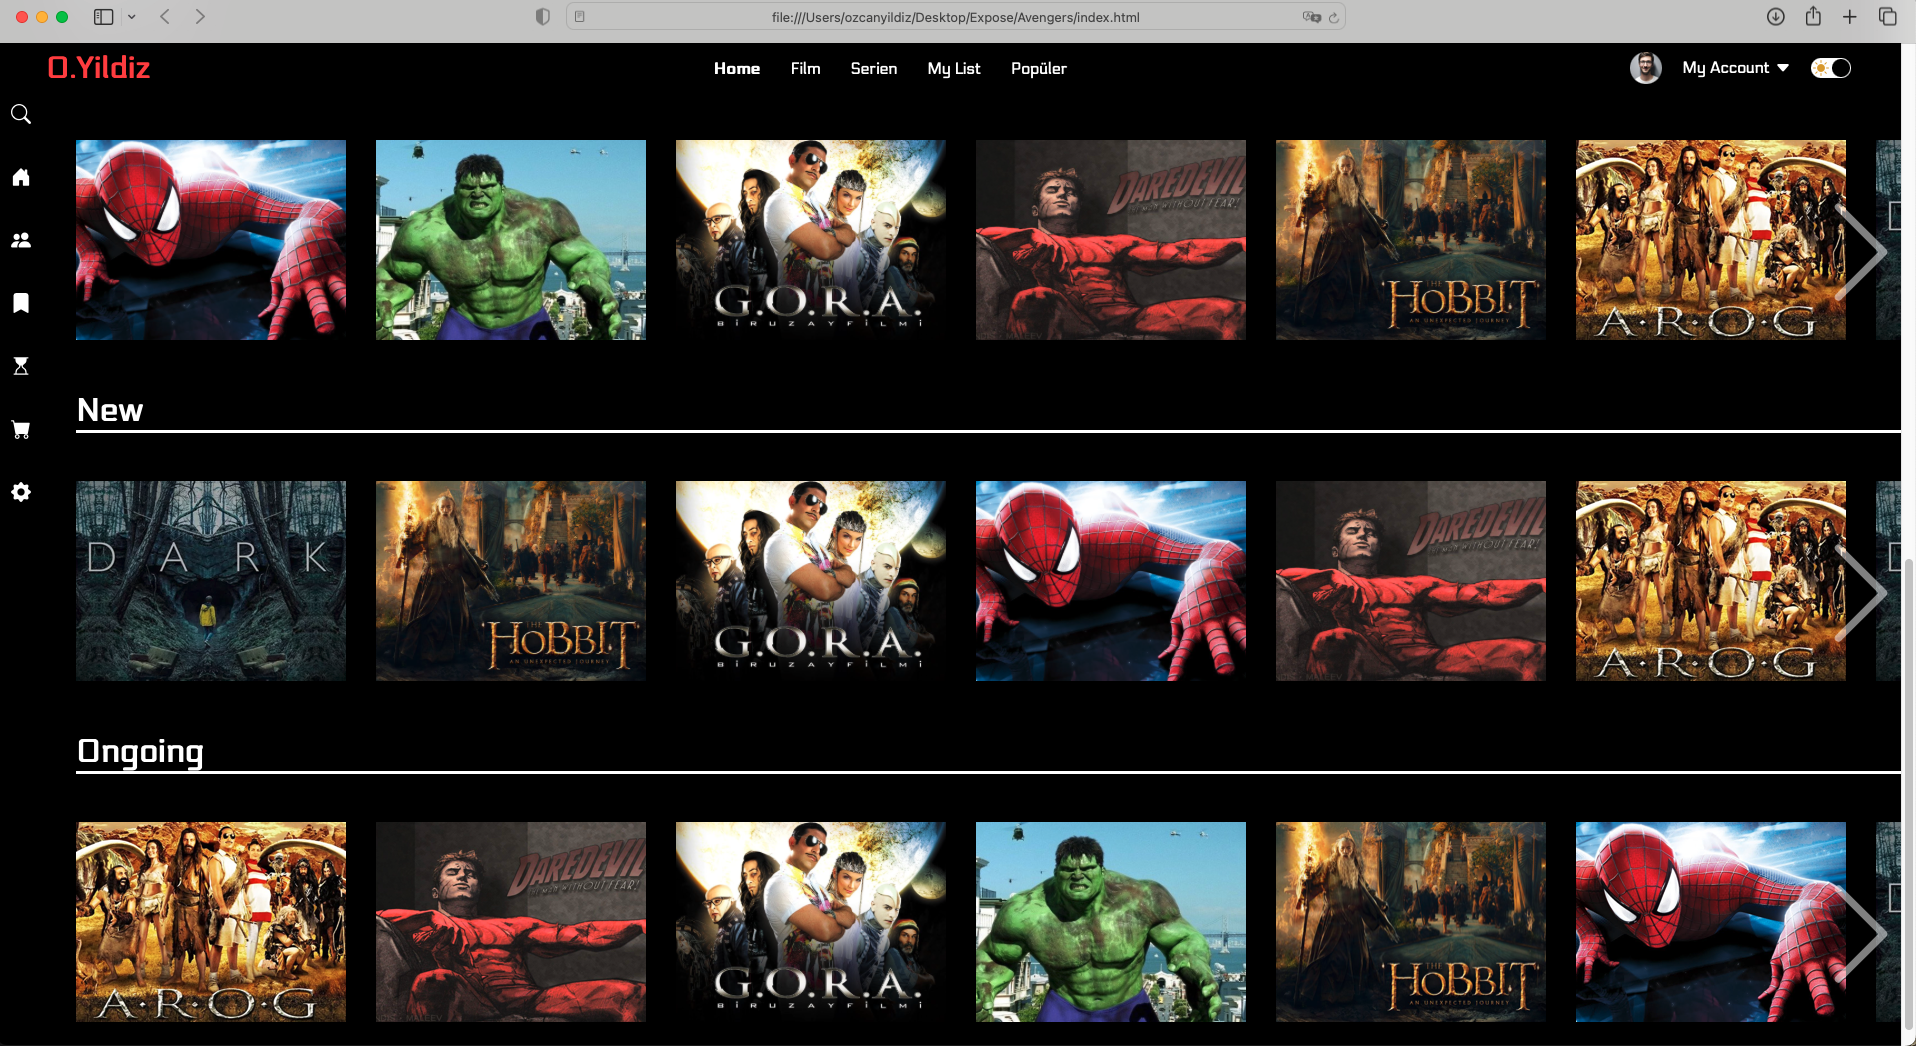 file:///Users/ozcanyildiz/Desktop/Expose/Avengers/index.html
O.Yildiz
Home Film Serien My List Popüler
My Account
G.O.R.A.
BİR UZAY FİLMİ
DAREDEVIL
THE MAN WITHOUT FEAR!
THE
HOBBIT
AN UNEXPECTED JOURNEY
A·R·O·G
New
DARK
THE
HOBBIT
AN UNEXPECTED JOURNEY
G.O.R.A.
BİR UZAY FİLMİ
DAREDEVIL
THE MAN WITHOUT FEAR!
A·R·O·G
Ongoing
A·R·O·G
DAREDEVIL
THE MAN WITHOUT FEAR!
MALEEV
G.O.R.A.
BİR UZAY FİLMİ
THE
HOBBIT
AN UNEXPECTED JOURNEY